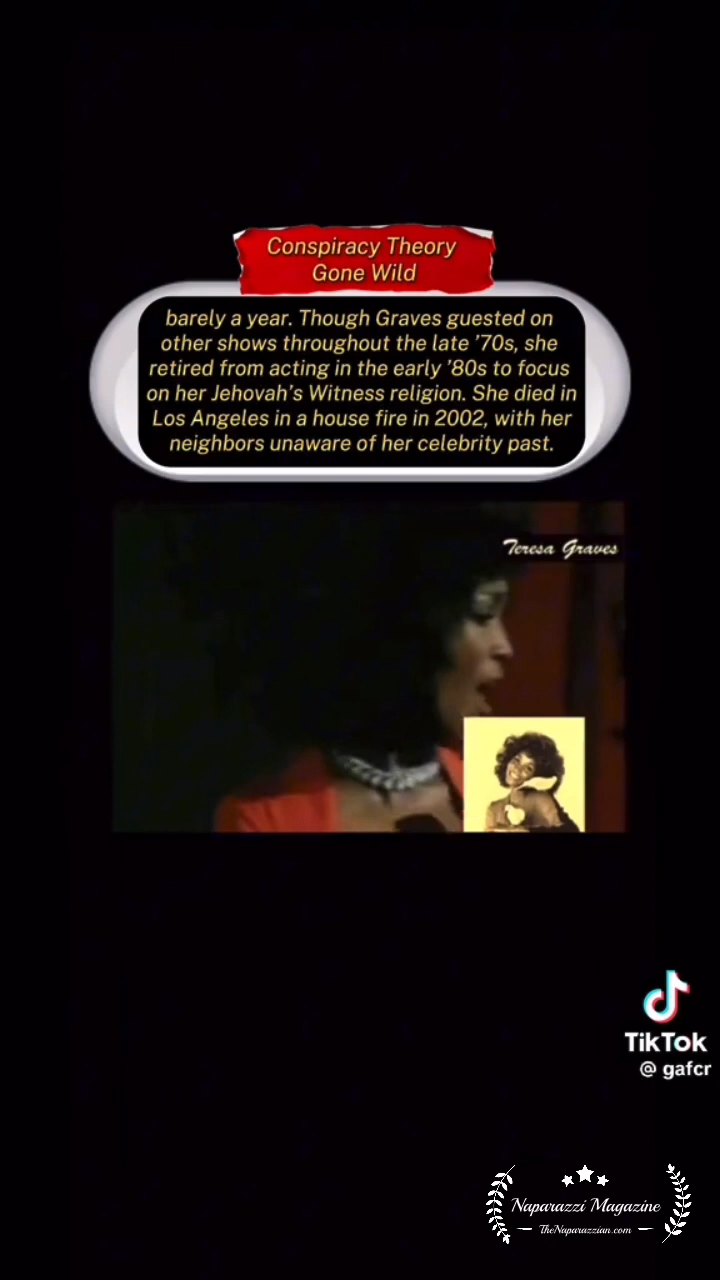 Conspiracy Theory
Gone Wild
barely a year. Though Graves guested on
other shows throughout the late '70s, she
retired from acting in the early '80s to focus
on her Jehovah's Witness religion. She died in
Los Angeles in a house fire in 2002, with her
neighbors unaware of her celebrity past.
Teresa Graves
TikTok
@ gafcr
Naparazzi Magazine
TheNaparazzian.com